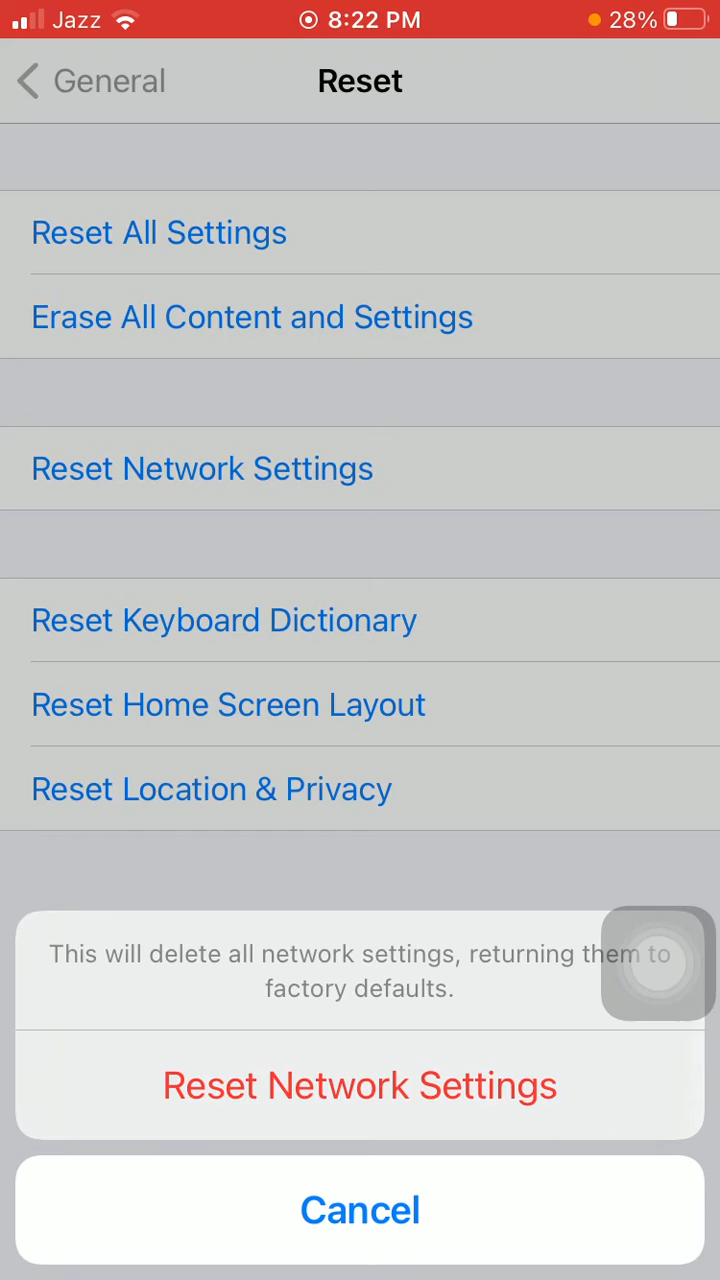 Jazz 8:22 PM 28%
General Reset
Reset All Settings
Erase All Content and Settings
Reset Network Settings
Reset Keyboard Dictionary
Reset Home Screen Layout
Reset Location & Privacy
This will delete all network settings, returning them to
factory defaults.
Reset Network Settings
Cancel